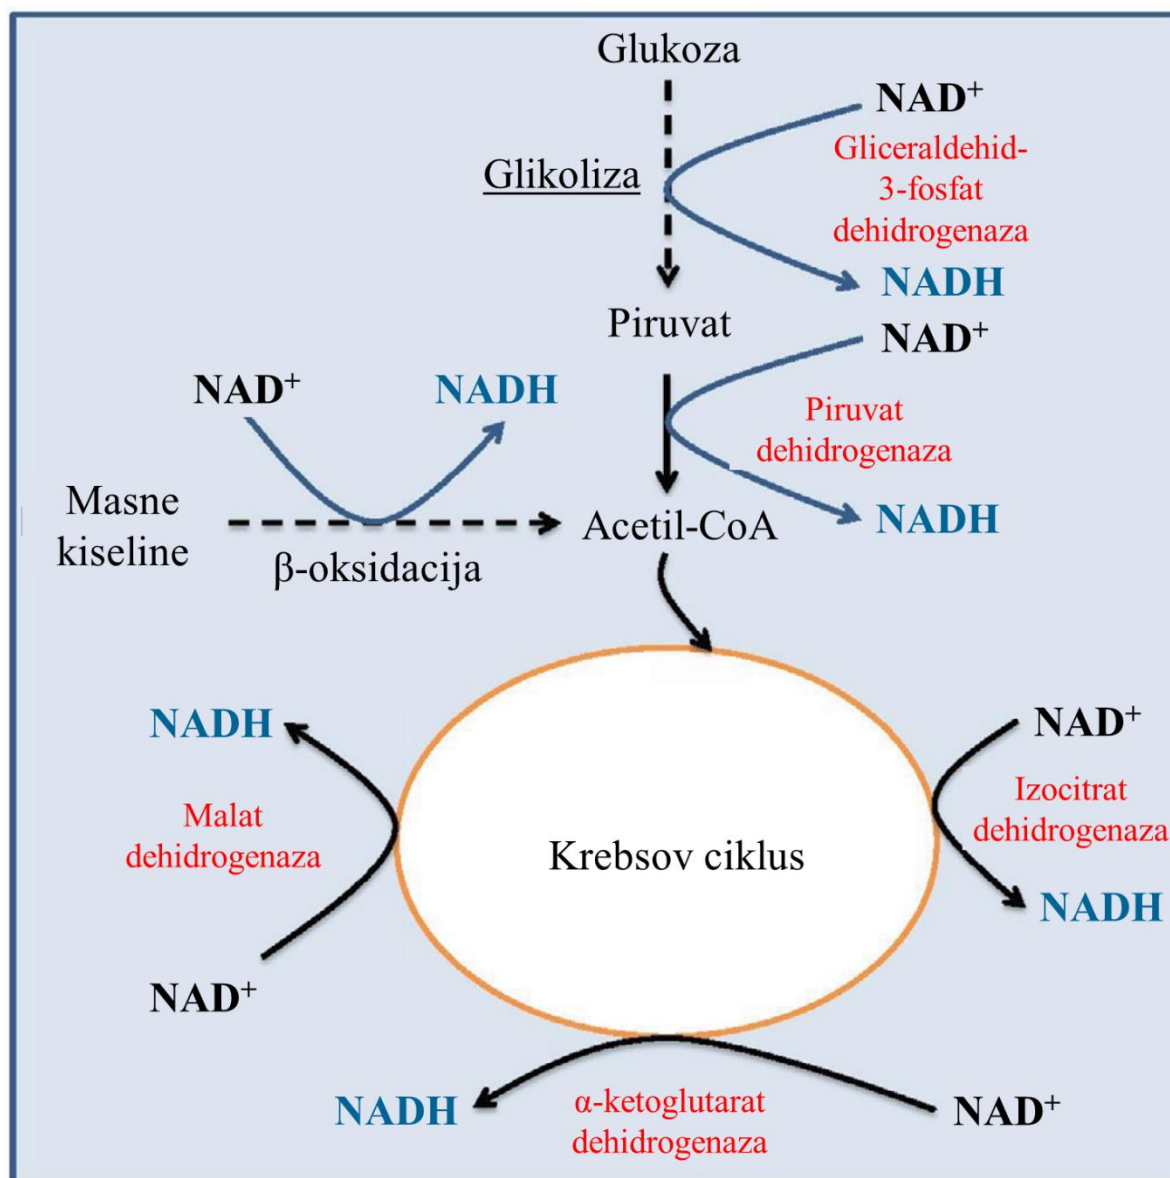 Glukoza
NAD⁺
Glikoliza
Gliceraldehid-
3-fosfat
dehidrogenaza
NADH
Piruvat
NAD⁺
NAD⁺
NADH
Piruvat
dehidrogenaza
Masne
kiseline
β-oksidacija
Acetil-CoA
NADH
NADH
NAD⁺
Malat
dehidrogenaza
Izocitrat
dehidrogenaza
Krebsov ciklus
NADH
NAD⁺
NADH
α-ketoglutarat
dehidrogenaza
NAD⁺